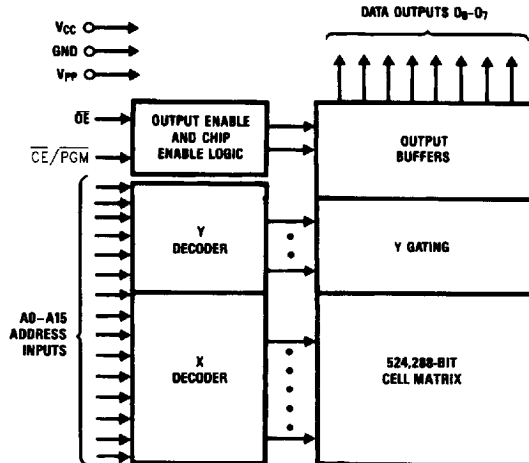 DATA OUTPUTS O₀-O₇
VCC
GND
VPP
OE
CE/PGM
OUTPUT ENABLE
AND CHIP
ENABLE LOGIC
OUTPUT
BUFFERS
Y
DECODER
Y GATING
A0-A15
ADDRESS
INPUTS
X
DECODER
524,288-BIT
CELL MATRIX